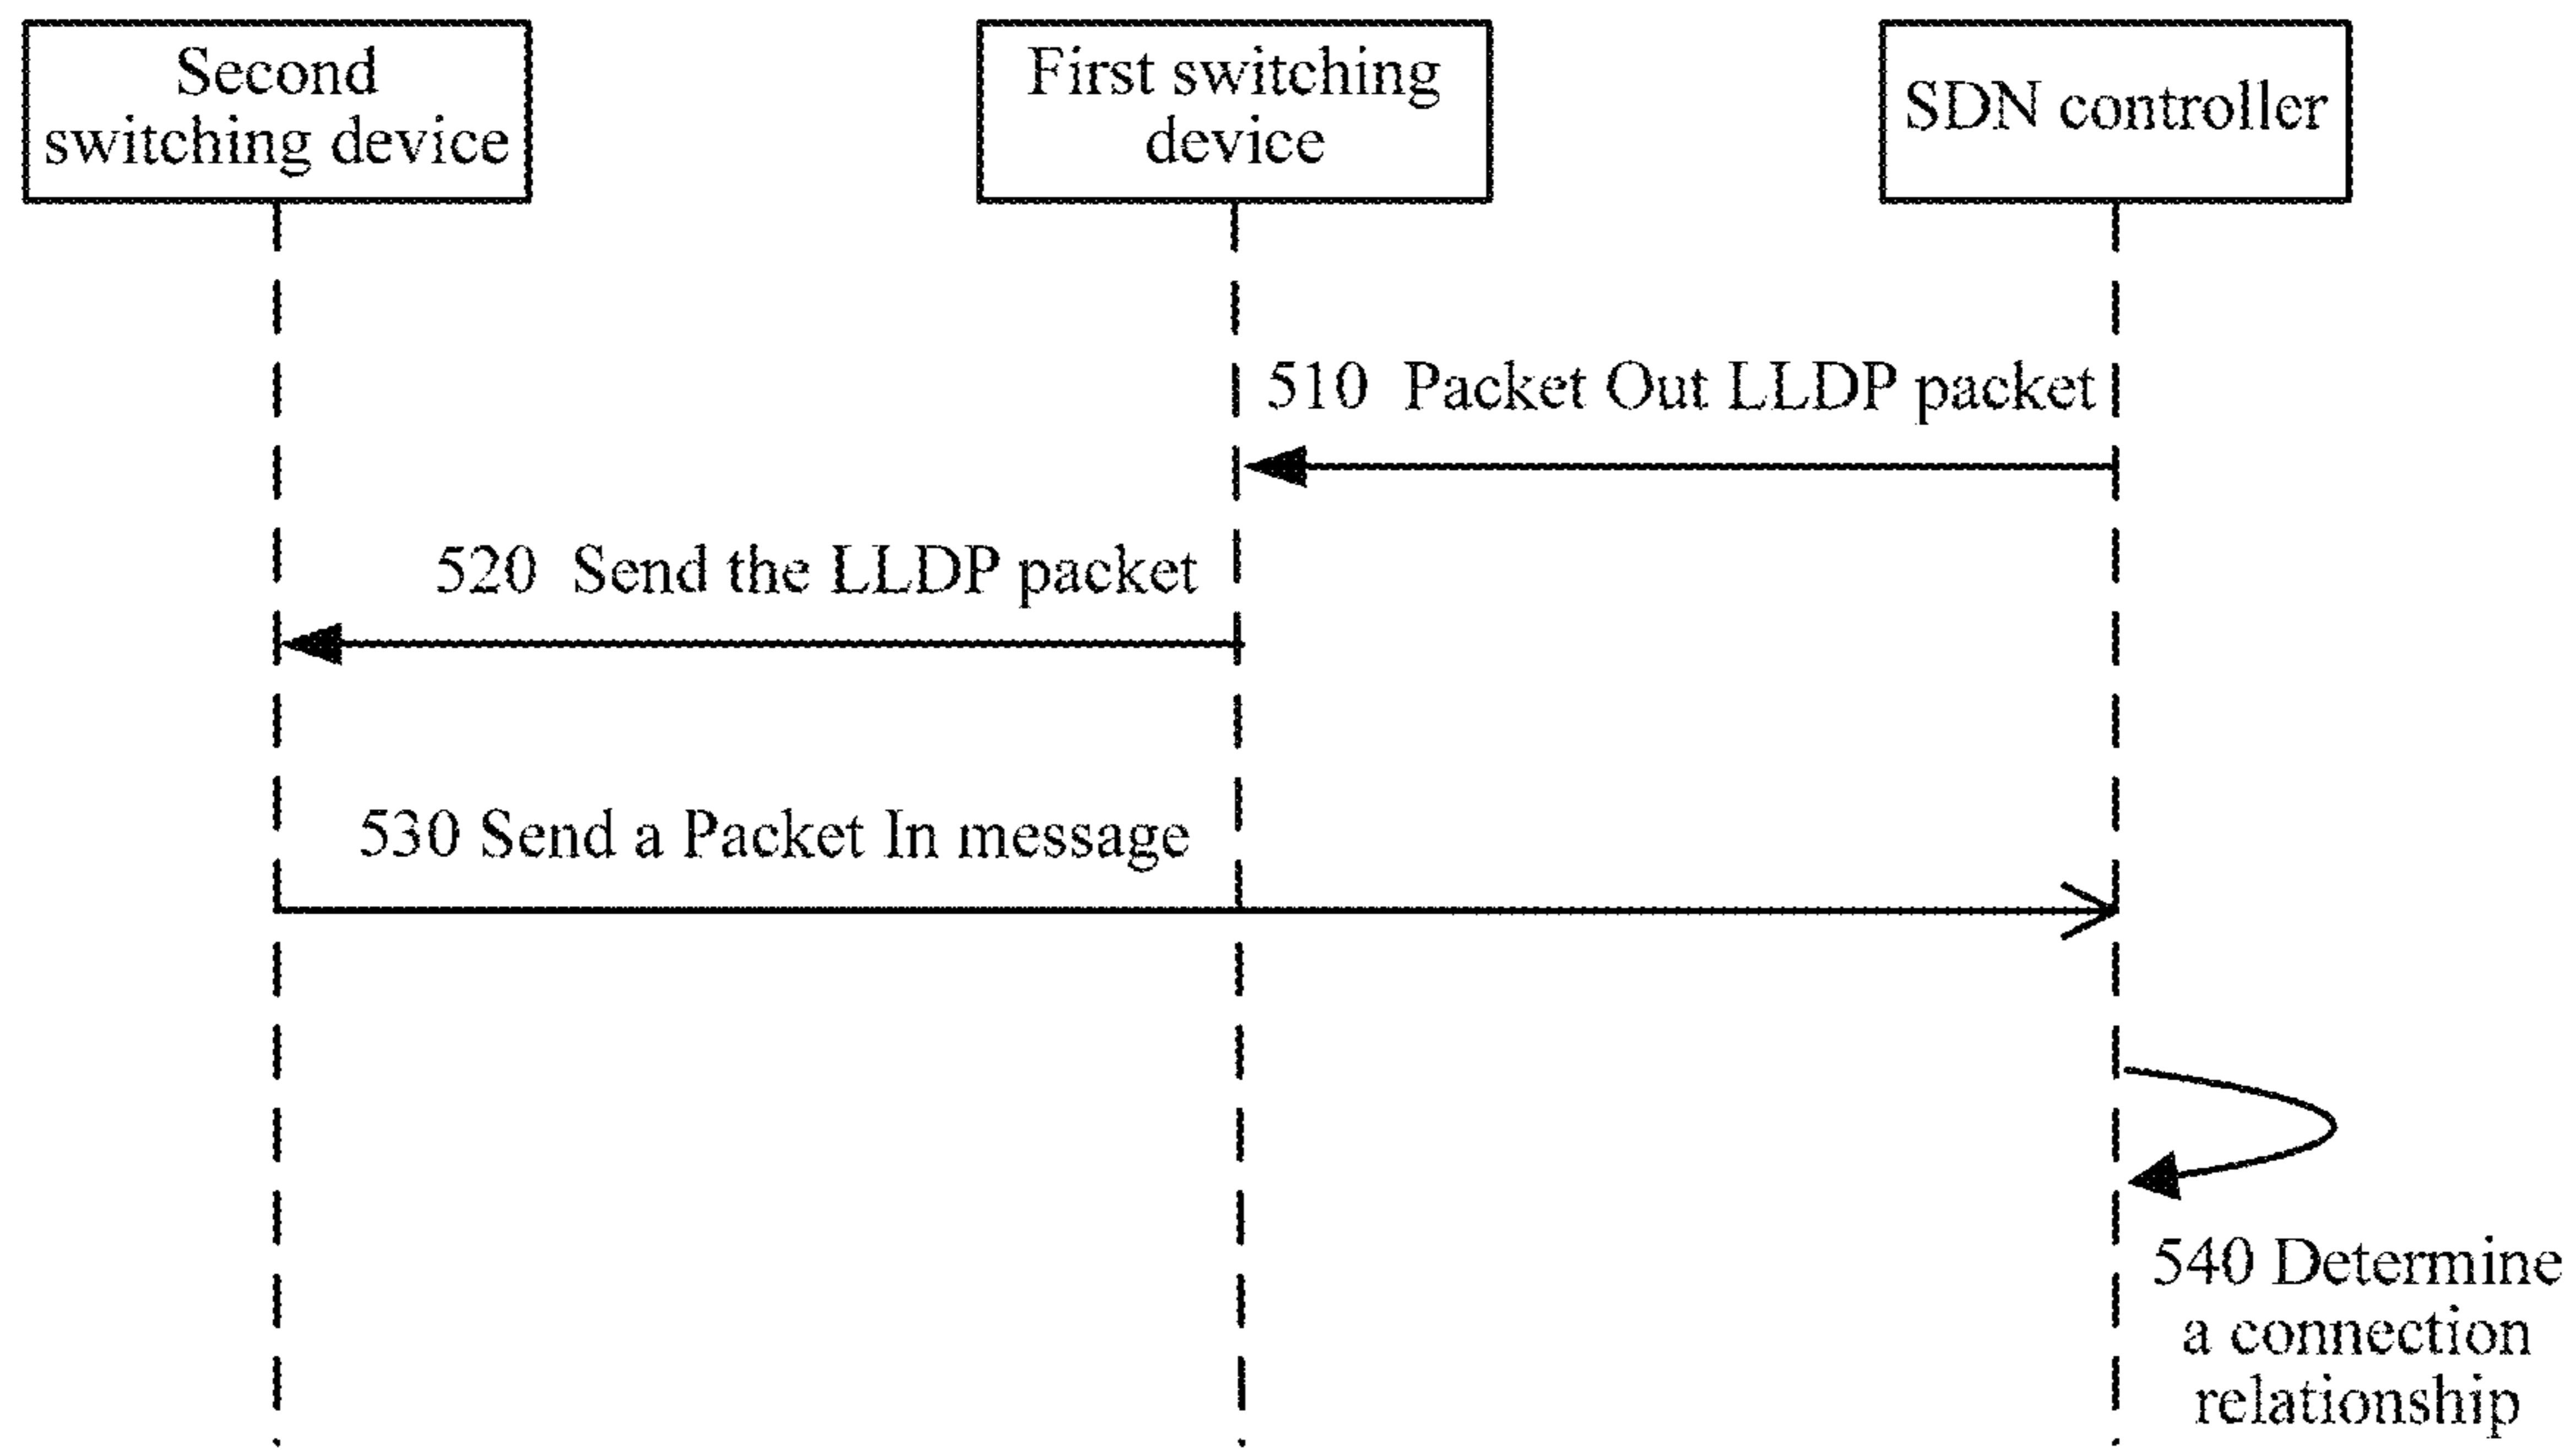 Second
switching device
First switching
device
SDN controller
510 Packet Out LLDP packet
520 Send the LLDP packet
530 Send a Packet In message
540 Determine
a connection
relationship